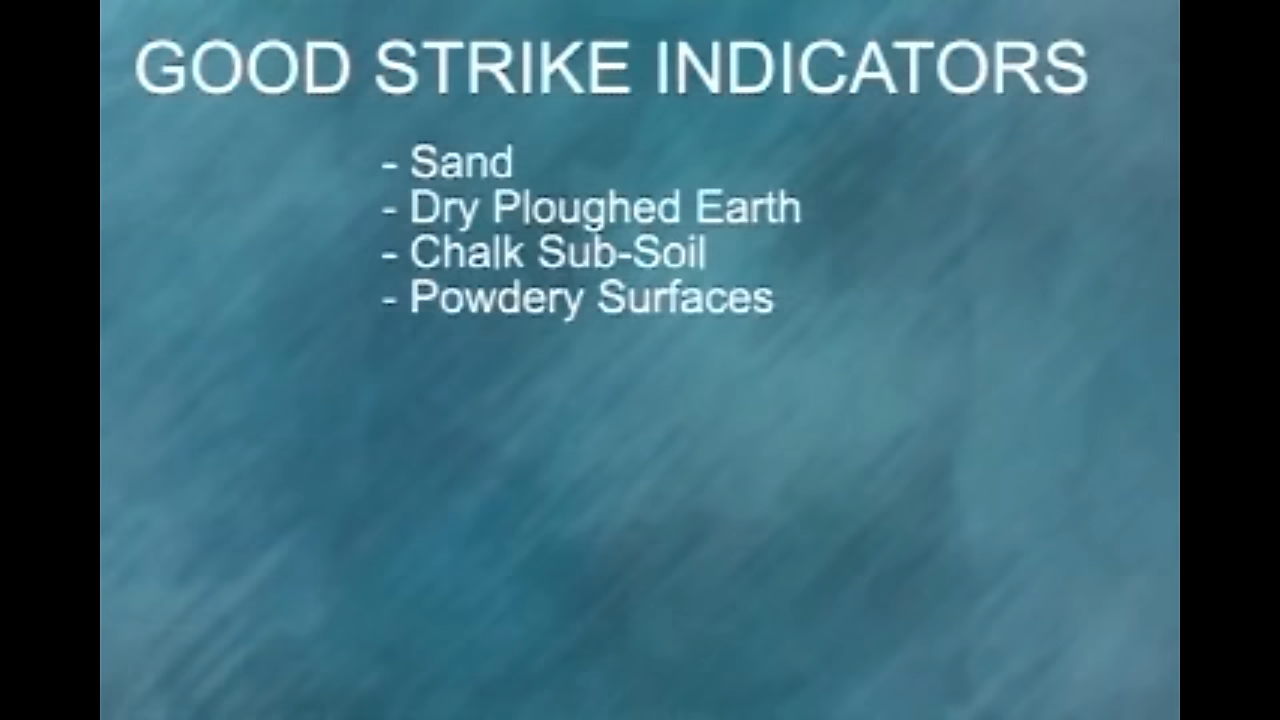 GOOD STRIKE INDICATORS
- Sand
- Dry Ploughed Earth
- Chalk Sub-Soil
- Powdery Surfaces